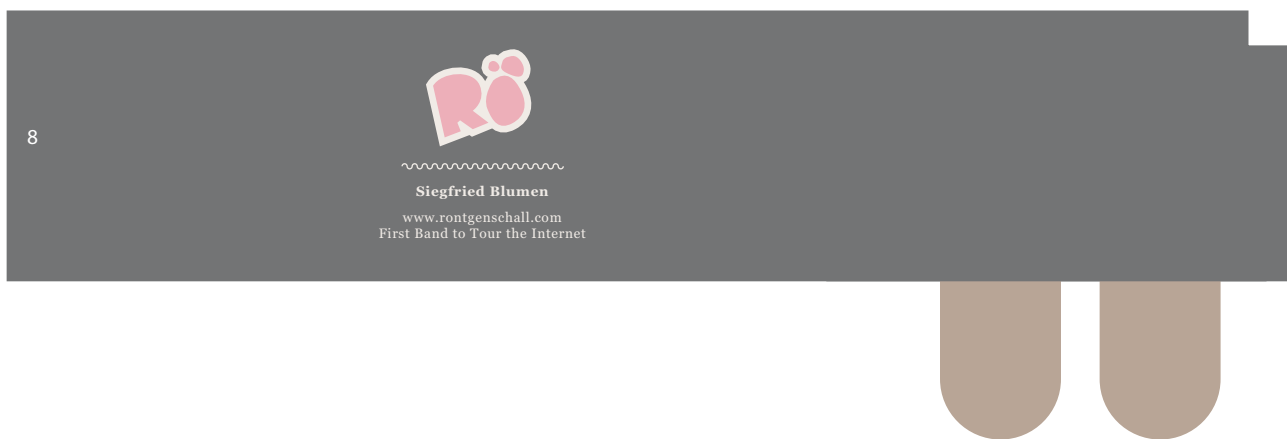 8
RÖ
Siegfried Blumen
www.rontgenschall.com
First Band to Tour the Internet